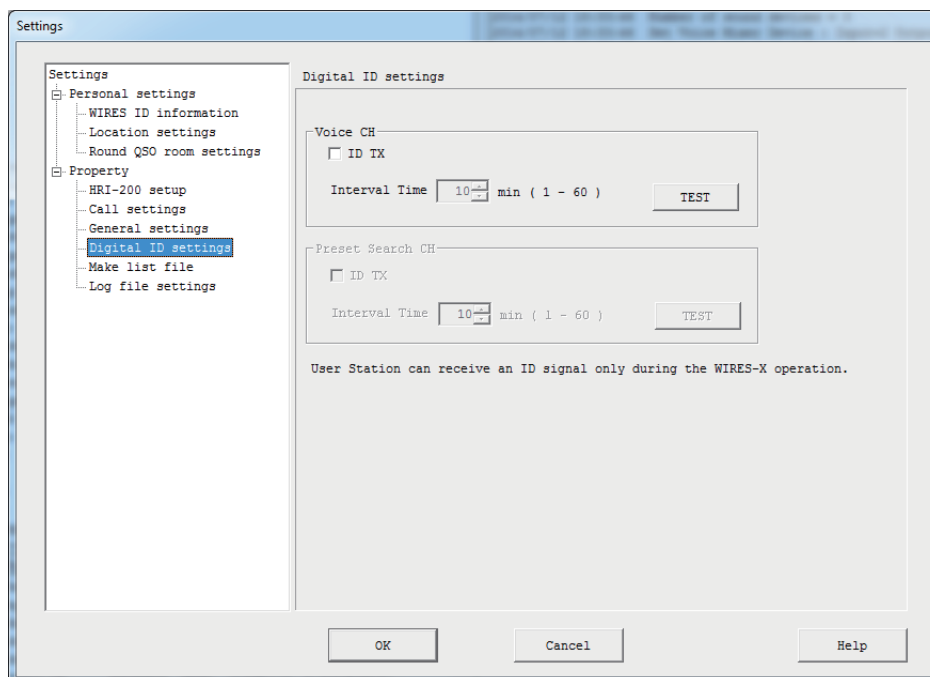 Settings
Settings
Personal settings
WIRES ID information
Location settings
Round QSO room settings
Property
HRI-200 setup
Call settings
General settings
Digital ID settings
Make list file
Log file settings
Digital ID settings
Voice CH
ID TX
Interval Time 10 min ( 1 - 60 ) TEST
Preset Search CH
ID TX
Interval Time 10 min ( 1 - 60 ) TEST
User Station can receive an ID signal only during the WIRES-X operation.
OK Cancel Help